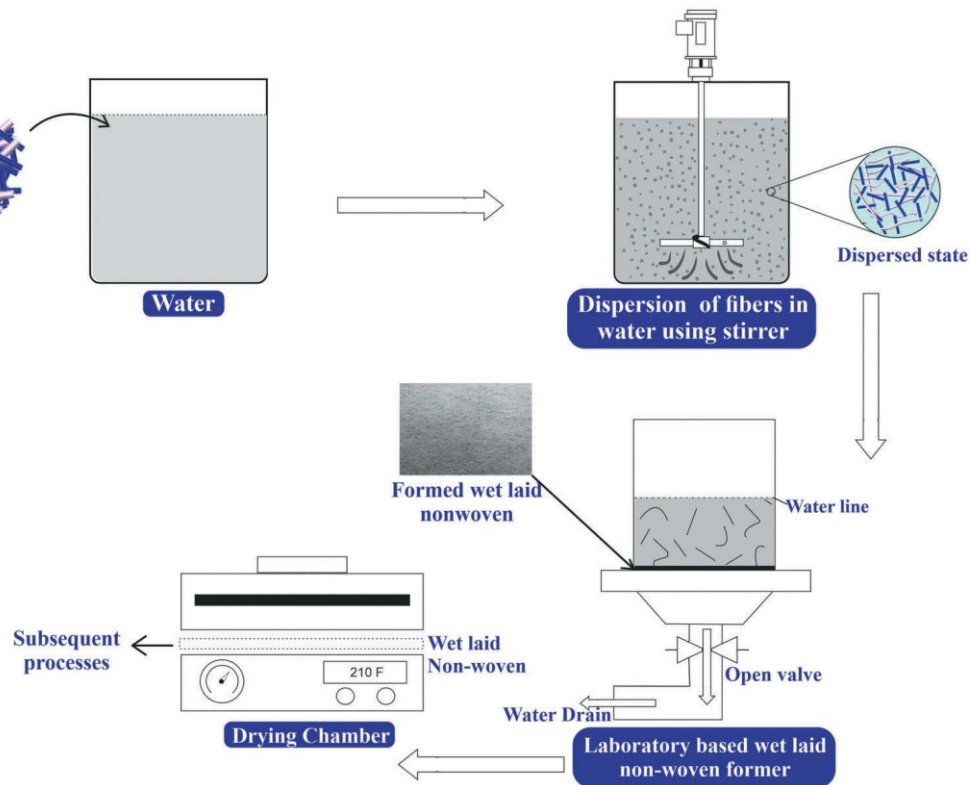 Water
Dispersion of fibers in
water using stirrer
Dispersed state
Formed wet laid
nonwoven
Water line
Open valve
Water Drain
Laboratory based wet laid
non-woven former
Subsequent
processes
Wet laid
Non-woven
210 F
Drying Chamber